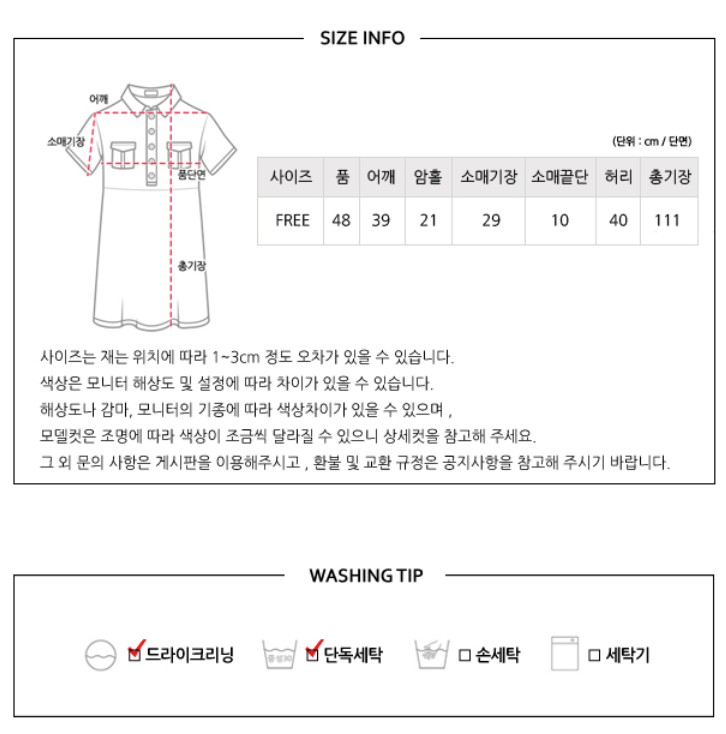 SIZE INFO
어깨
소매기장
품단면
총기장
(단위 : cm / 단면)
사이즈 품 어깨 암홀 소매기장 소매끝단 허리 총기장
FREE 48 39 21 29 10 40 111
사이즈는 재는 위치에 따라 1~3cm 정도 오차가 있을 수 있습니다.
색상은 모니터 해상도 및 설정에 따라 차이가 있을 수 있습니다.
해상도나 감마, 모니터의 기종에 따라 색상차이가 있을 수 있으며 ,
모델컷은 조명에 따라 색상이 조금씩 달라질 수 있으니 상세컷을 참고해 주세요.
그 외 문의 사항은 게시판을 이용해주시고 , 환불 및 교환 규정은 공지사항을 참고해 주시기 바랍니다.
WASHING TIP
드라이크리닝 중성30 단독세탁 손세탁 세탁기